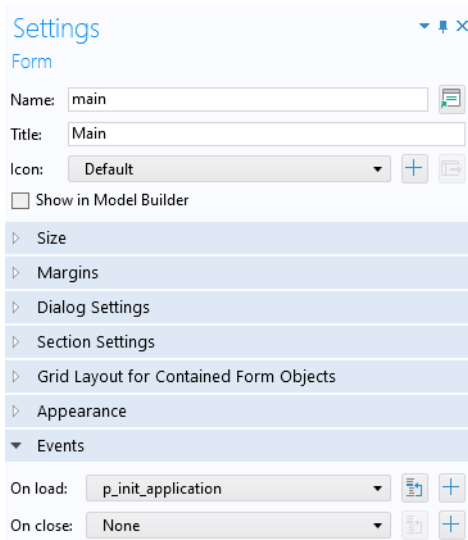 Settings
Form
Name: main
Title: Main
Icon: Default
Show in Model Builder
Size
Margins
Dialog Settings
Section Settings
Grid Layout for Contained Form Objects
Appearance
Events
On load: p_init_application
On close: None